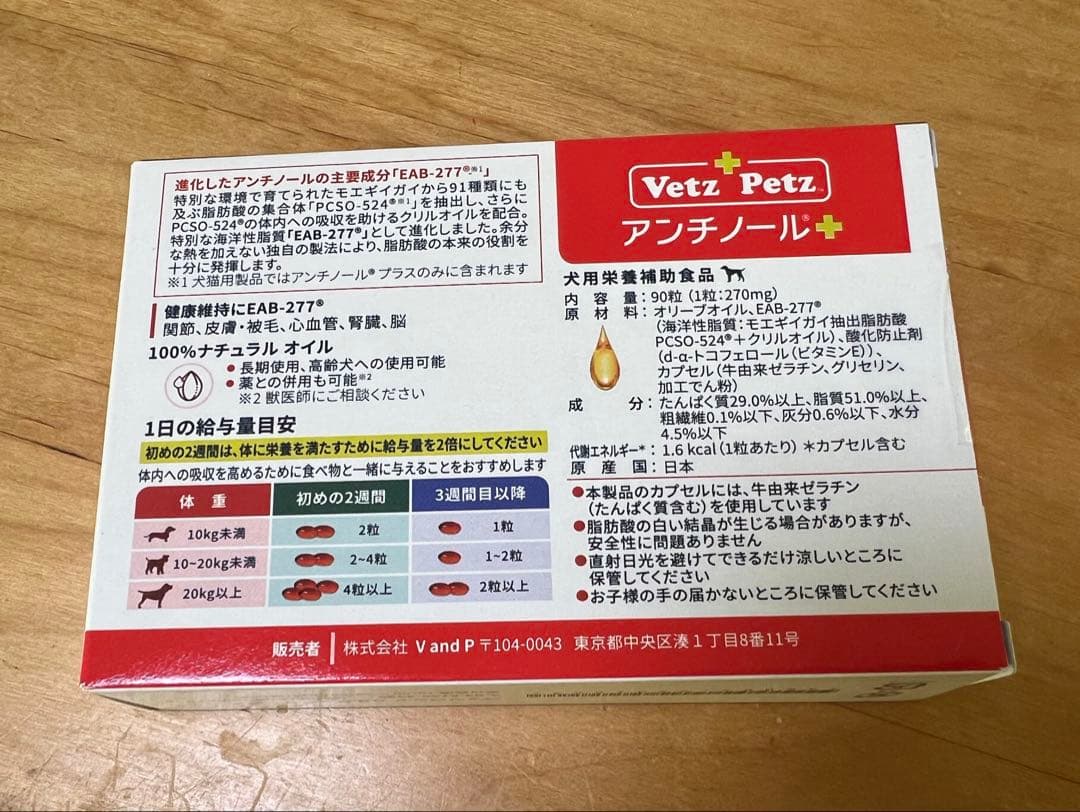 進化したアンチノールの主要成分「EAB-277®※1」
特別な環境で育てられたモエギイガイから91種類にも
及ぶ脂肪酸の集合体「PCSO-524®※1」を抽出し、さらに
PCSO-524®の体内への吸収を助けるクリルオイルを配合。
特別な海洋性脂質「EAB-277®」として進化しました。余分
な熱を加えない独自の製法により、脂肪酸の本来の役割を
十分に発揮します。
※1 犬猫用製品ではアンチノール® プラスのみに含まれます
健康維持にEAB-277®
関節、皮膚・被毛、心血管、腎臓、脳
100%ナチュラル オイル
● 長期使用、高齢犬への使用可能
● 薬との併用も可能※2
※2 獣医師にご相談ください
1日の給与量目安
初めの2週間は、体に栄養を満たすために給与量を2倍にしてください
体内への吸収を高めるために食べ物と一緒に与えることをおすすめします
体 重 初めの2週間 3週間目以降
10kg未満 2粒 1粒
10~20kg未満 2~4粒 1~2粒
20kg以上 4粒以上 2粒以上
Vetz Petz
アンチノール®
犬用栄養補助食品
内 容 量：90粒（1粒：270mg）
原 材 料：オリーブオイル、EAB-277®
（海洋性脂質：モエギイガイ抽出脂肪酸
PCSO-524®＋クリルオイル）、酸化防止剤
（d-α-トコフェロール（ビタミンE））、
カプセル（牛由来ゼラチン、グリセリン、
加工でん粉）
成 分：たんぱく質29.0%以上、脂質51.0%以上、
粗繊維0.1%以下、灰分0.6%以下、水分
4.5%以下
代謝エネルギー*：1.6 kcal（1粒あたり）＊カプセル含む
原 産 国：日本
●本製品のカプセルには、牛由来ゼラチン
（たんぱく質含む）を使用しています
●脂肪酸の白い結晶が生じる場合がありますが、
安全性に問題ありません
●直射日光を避けてできるだけ涼しいところに
保管してください
●お子様の手の届かないところに保管してください
販売者 株式会社 V and P 〒104-0043 東京都中央区湊1丁目8番11号